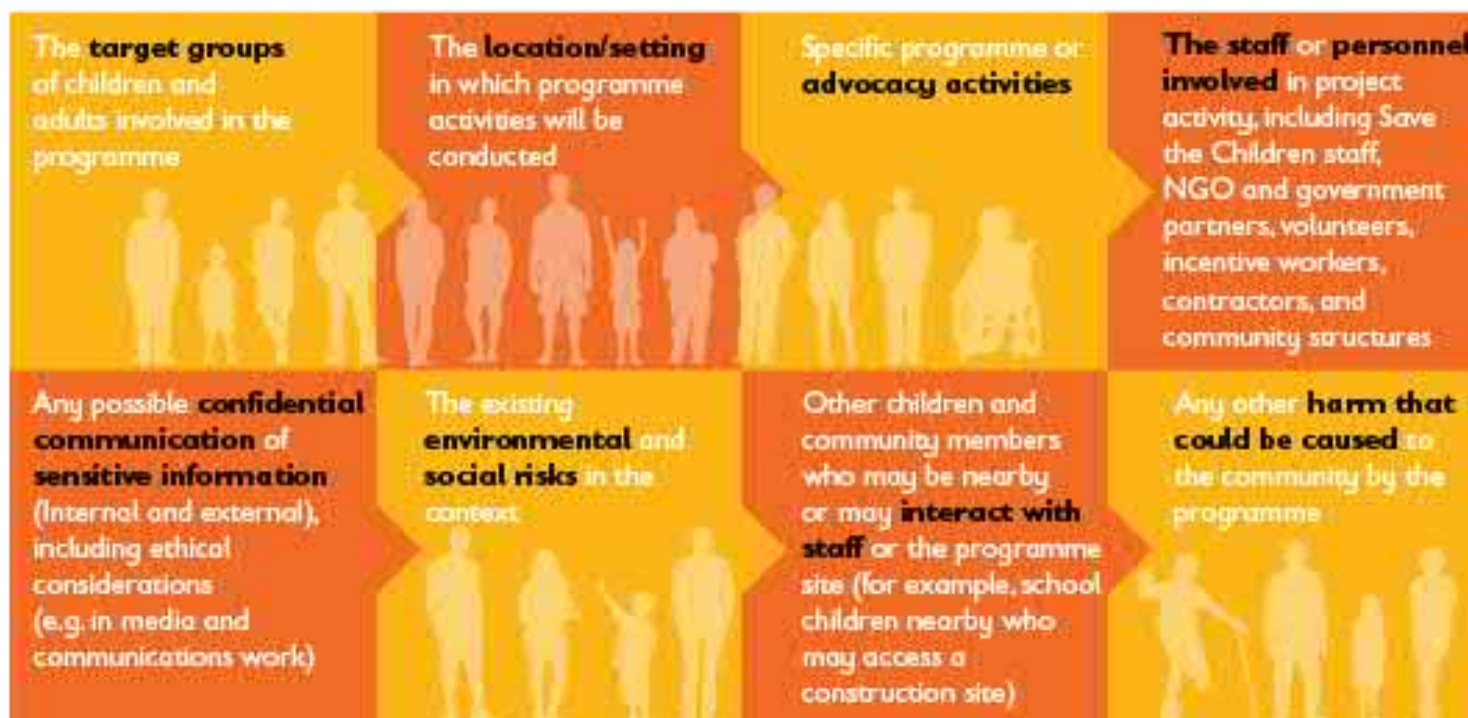 The target groups
of children and
adults involved in the
programme
The location/setting
in which programme
activities will be
conducted
Specific programme or
advocacy activities
The staff or personnel
involved in project
activity, including Save
the Children staff,
NGO and government
partners, volunteers,
incentive workers,
contractors, and
community structures
Any possible confidential
communication of
sensitive information
(Internal and external),
including ethical
considerations
(e.g. in media and
communications work)
The existing
environmental and
social risks in the
context
Other children and
community members
who may be nearby
or may interact with
staff or the programme
site (for example, school
children nearby who
may access a
construction site)
Any other harm that
could be caused to
the community by the
programme